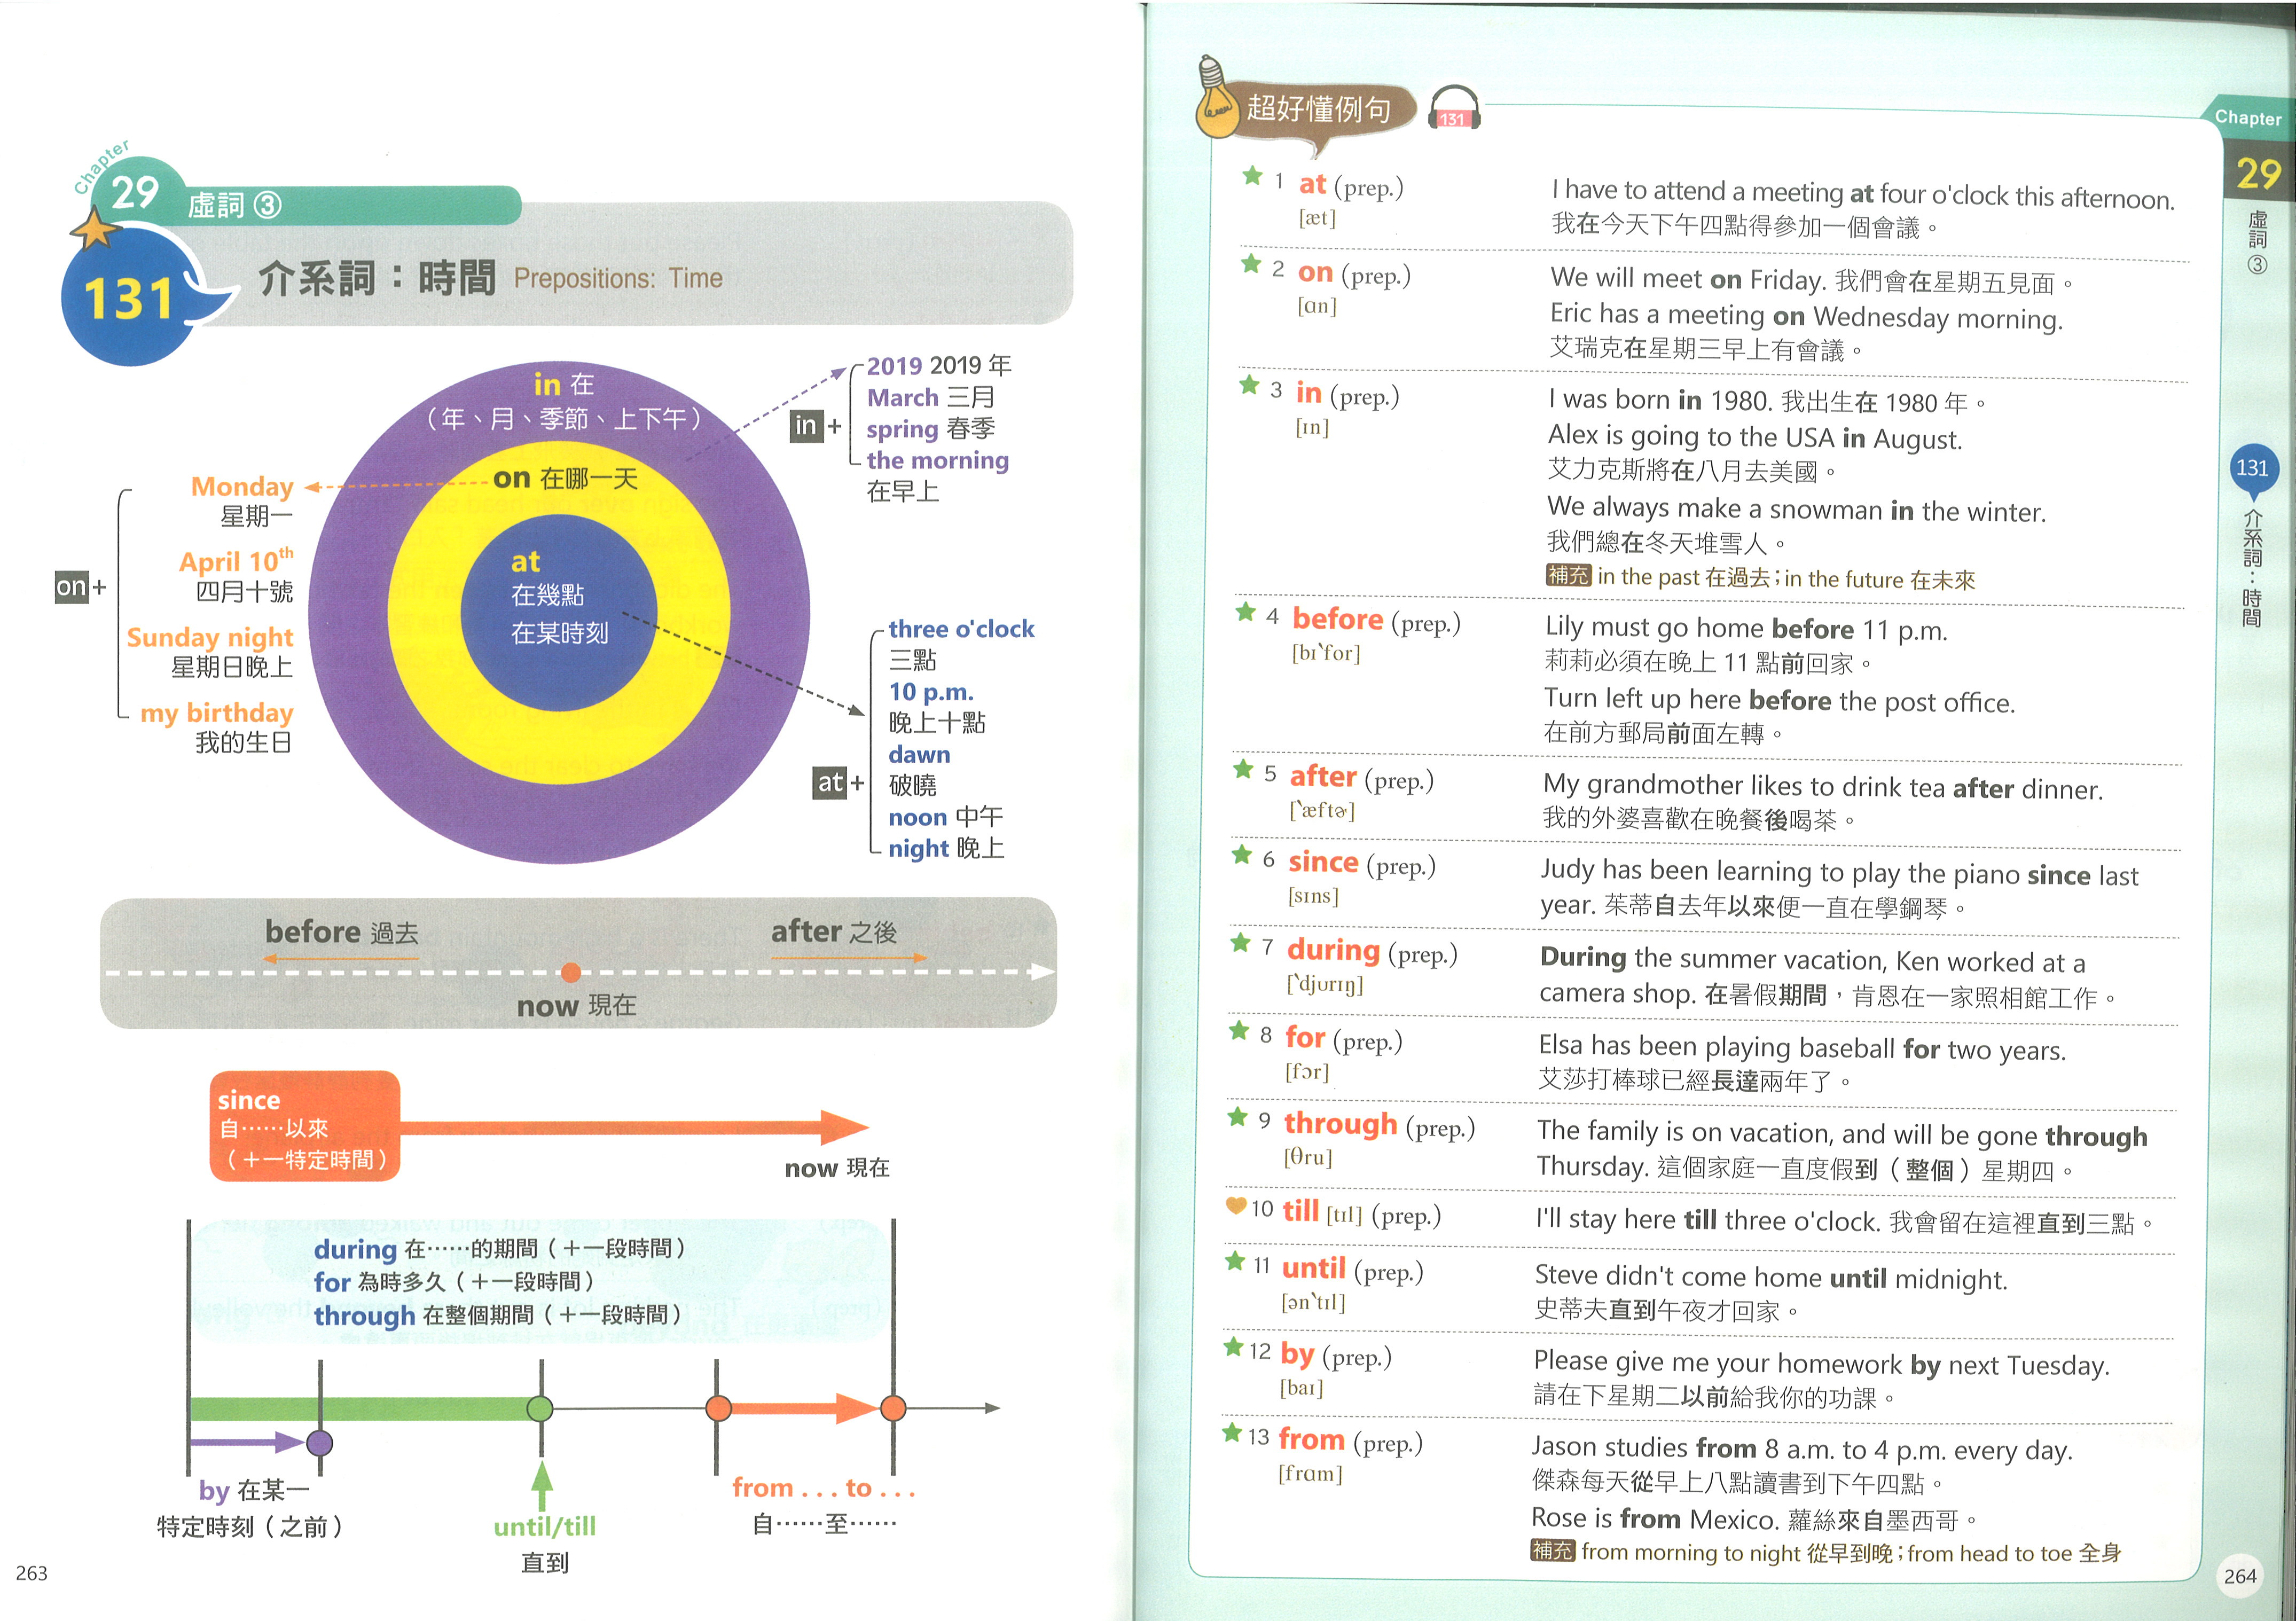 Chapter
29
虛詞 ③
131
介系詞：時間 Prepositions: Time
in 在
（年、月、季節、上下午）
on 在哪一天
at
在幾點
在某時刻
in +
2019 2019 年
March 三月
spring 春季
the morning
在早上
on +
Monday
星期一
April 10th
四月十號
Sunday night
星期日晚上
my birthday
我的生日
at +
three o'clock
三點
10 p.m.
晚上十點
dawn
破曉
noon 中午
night 晚上
before 過去
after 之後
now 現在
since
自……以來
（＋一特定時間）
now 現在
during 在……的期間（＋一段時間）
for 為時多久（＋一段時間）
through 在整個期間（＋一段時間）
by 在某一
特定時刻（之前）
until/till
直到
from . . . to . . .
自……至……
263
超好懂例句
131
1 at (prep.)
[æt]
I have to attend a meeting at four o'clock this afternoon.
我在今天下午四點得參加一個會議。
2 on (prep.)
[ɑn]
We will meet on Friday. 我們會在星期五見面。
Eric has a meeting on Wednesday morning.
艾瑞克在星期三早上有會議。
3 in (prep.)
[ɪn]
I was born in 1980. 我出生在 1980 年。
Alex is going to the USA in August.
艾力克斯將在八月去美國。
We always make a snowman in the winter.
我們總在冬天堆雪人。
補充 in the past 在過去；in the future 在未來
4 before (prep.)
[bɪˋfor]
Lily must go home before 11 p.m.
莉莉必須在晚上 11 點前回家。
Turn left up here before the post office.
在前方郵局前面左轉。
5 after (prep.)
[ˋæftɚ]
My grandmother likes to drink tea after dinner.
我的外婆喜歡在晚餐後喝茶。
6 since (prep.)
[sɪns]
Judy has been learning to play the piano since last
year. 茱蒂自去年以來便一直在學鋼琴。
7 during (prep.)
[ˋdjʊrɪŋ]
During the summer vacation, Ken worked at a
camera shop. 在暑假期間，肯恩在一家照相館工作。
8 for (prep.)
[fɔr]
Elsa has been playing baseball for two years.
艾莎打棒球已經長達兩年了。
9 through (prep.)
[θru]
The family is on vacation, and will be gone through
Thursday. 這個家庭一直度假到（整個）星期四。
10 till [tɪl] (prep.)
I'll stay here till three o'clock. 我會留在這裡直到三點。
11 until (prep.)
[ənˋtɪl]
Steve didn't come home until midnight.
史蒂夫直到午夜才回家。
12 by (prep.)
[baɪ]
Please give me your homework by next Tuesday.
請在下星期二以前給我你的功課。
13 from (prep.)
[frɑm]
Jason studies from 8 a.m. to 4 p.m. every day.
傑森每天從早上八點讀書到下午四點。
Rose is from Mexico. 蘿絲來自墨西哥。
補充 from morning to night 從早到晚；from head to toe 全身
Chapter
29
虛詞③
131
介系詞：時間
264